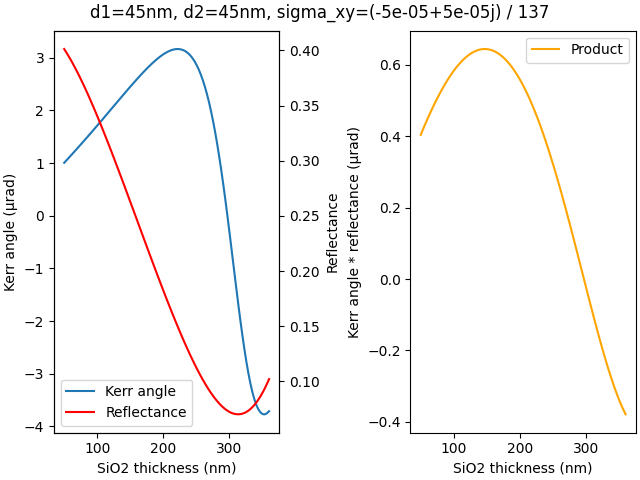 d1=45nm, d2=45nm, sigma_xy=(-5e-05+5e-05j) / 137
Kerr angle (μrad)
3
2
1
0
−1
−2
−3
−4
100
300
SiO2 thickness (nm)
Kerr angle
Reflectance
0.40
0.35
0.30
0.25
0.20
0.15
0.10
Reflectance
Kerr angle * reflectance (μrad)
0.6
0.4
0.2
0.0
−0.2
−0.4
100
300
SiO2 thickness (nm)
Product